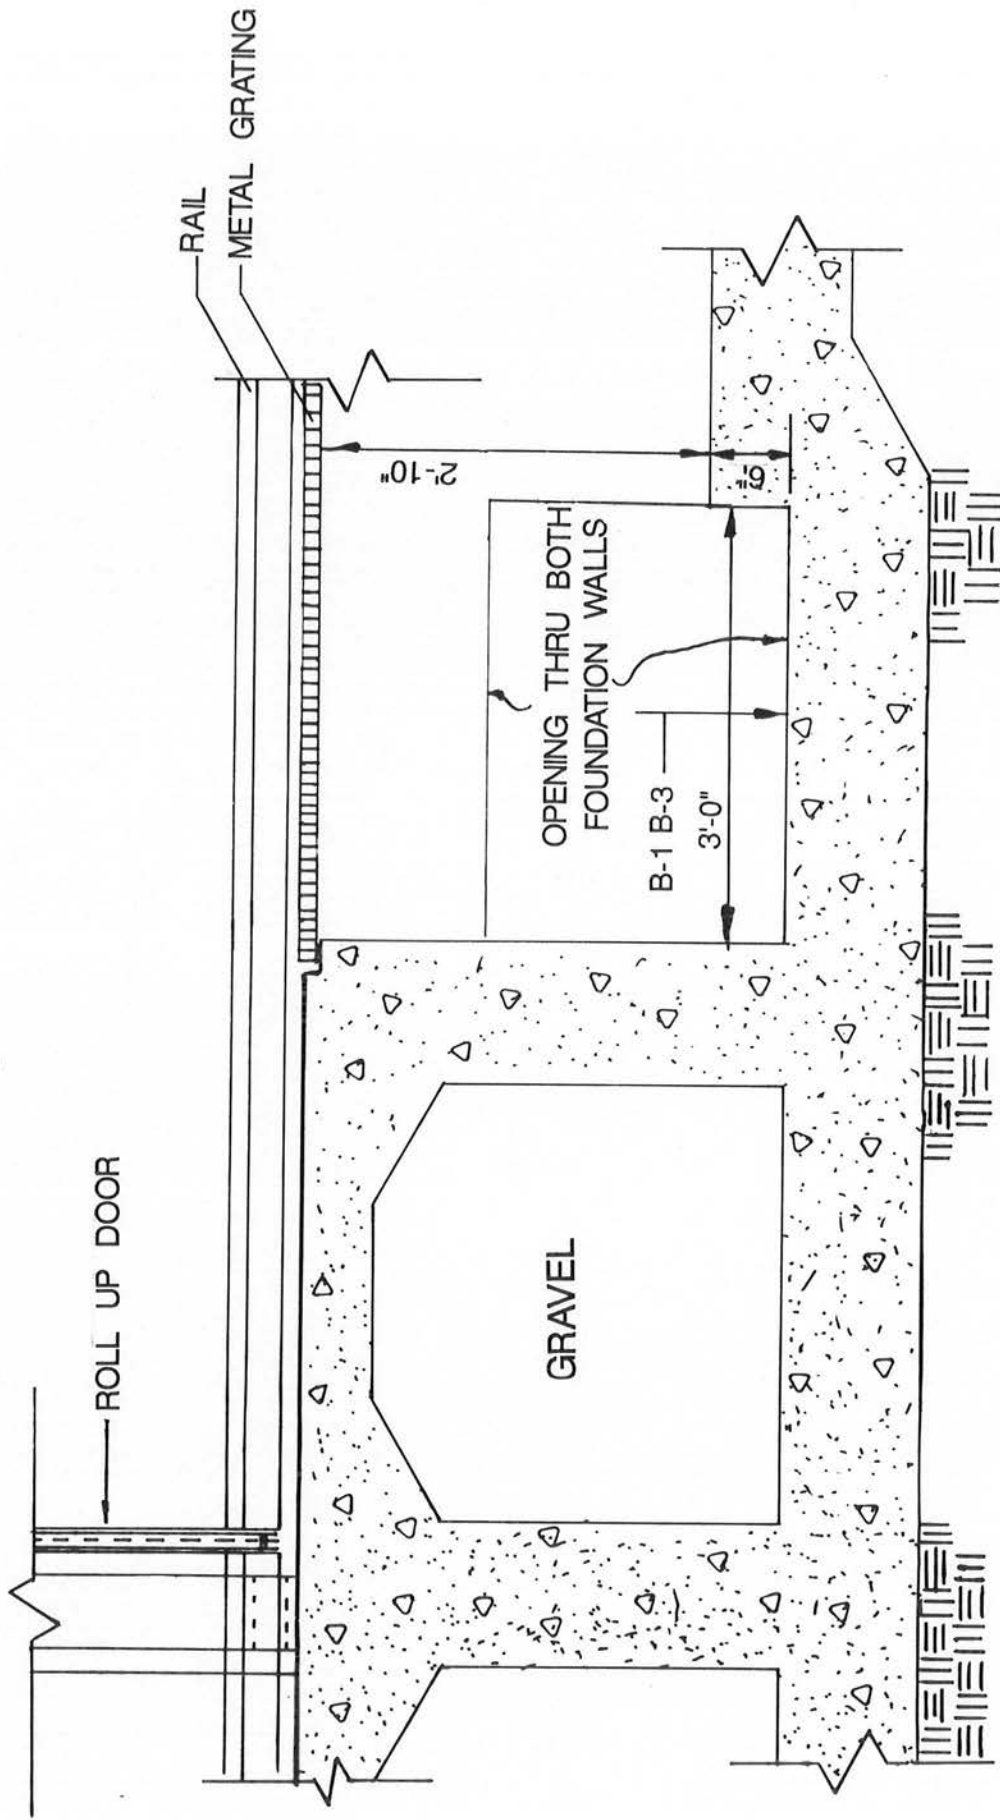 RAIL
METAL GRATING
ROLL UP DOOR
2'-10"
6"
OPENING THRU BOTH
FOUNDATION WALLS
B-1 B-3
3'-0"
GRAVEL